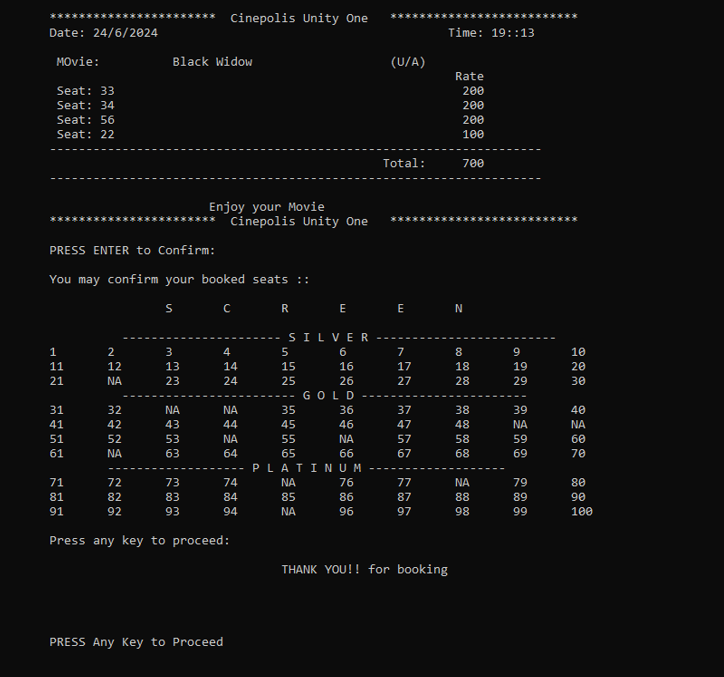 *********************** Cinepolis Unity One **************************
Date: 24/6/2024 Time: 19::13
MOvie: Black Widow (U/A)
Rate
Seat: 33 200
Seat: 34 200
Seat: 56 200
Seat: 22 100
--------------------------------------------------------------------
Total: 700
--------------------------------------------------------------------
Enjoy your Movie
*********************** Cinepolis Unity One **************************
PRESS ENTER to Confirm:
You may confirm your booked seats ::
S C R E E N
---------------------- S I L V E R -------------------------
1 2 3 4 5 6 7 8 9 10
11 12 13 14 15 16 17 18 19 20
21 NA 23 24 25 26 27 28 29 30
------------------------ G O L D -----------------------
31 32 NA NA 35 36 37 38 39 40
41 42 43 44 45 46 47 48 NA NA
51 52 53 NA 55 NA 57 58 59 60
61 NA 63 64 65 66 67 68 69 70
------------------- P L A T I N U M -------------------
71 72 73 74 NA 76 77 NA 79 80
81 82 83 84 85 86 87 88 89 90
91 92 93 94 NA 96 97 98 99 100
Press any key to proceed:
THANK YOU!! for booking
PRESS Any Key to Proceed